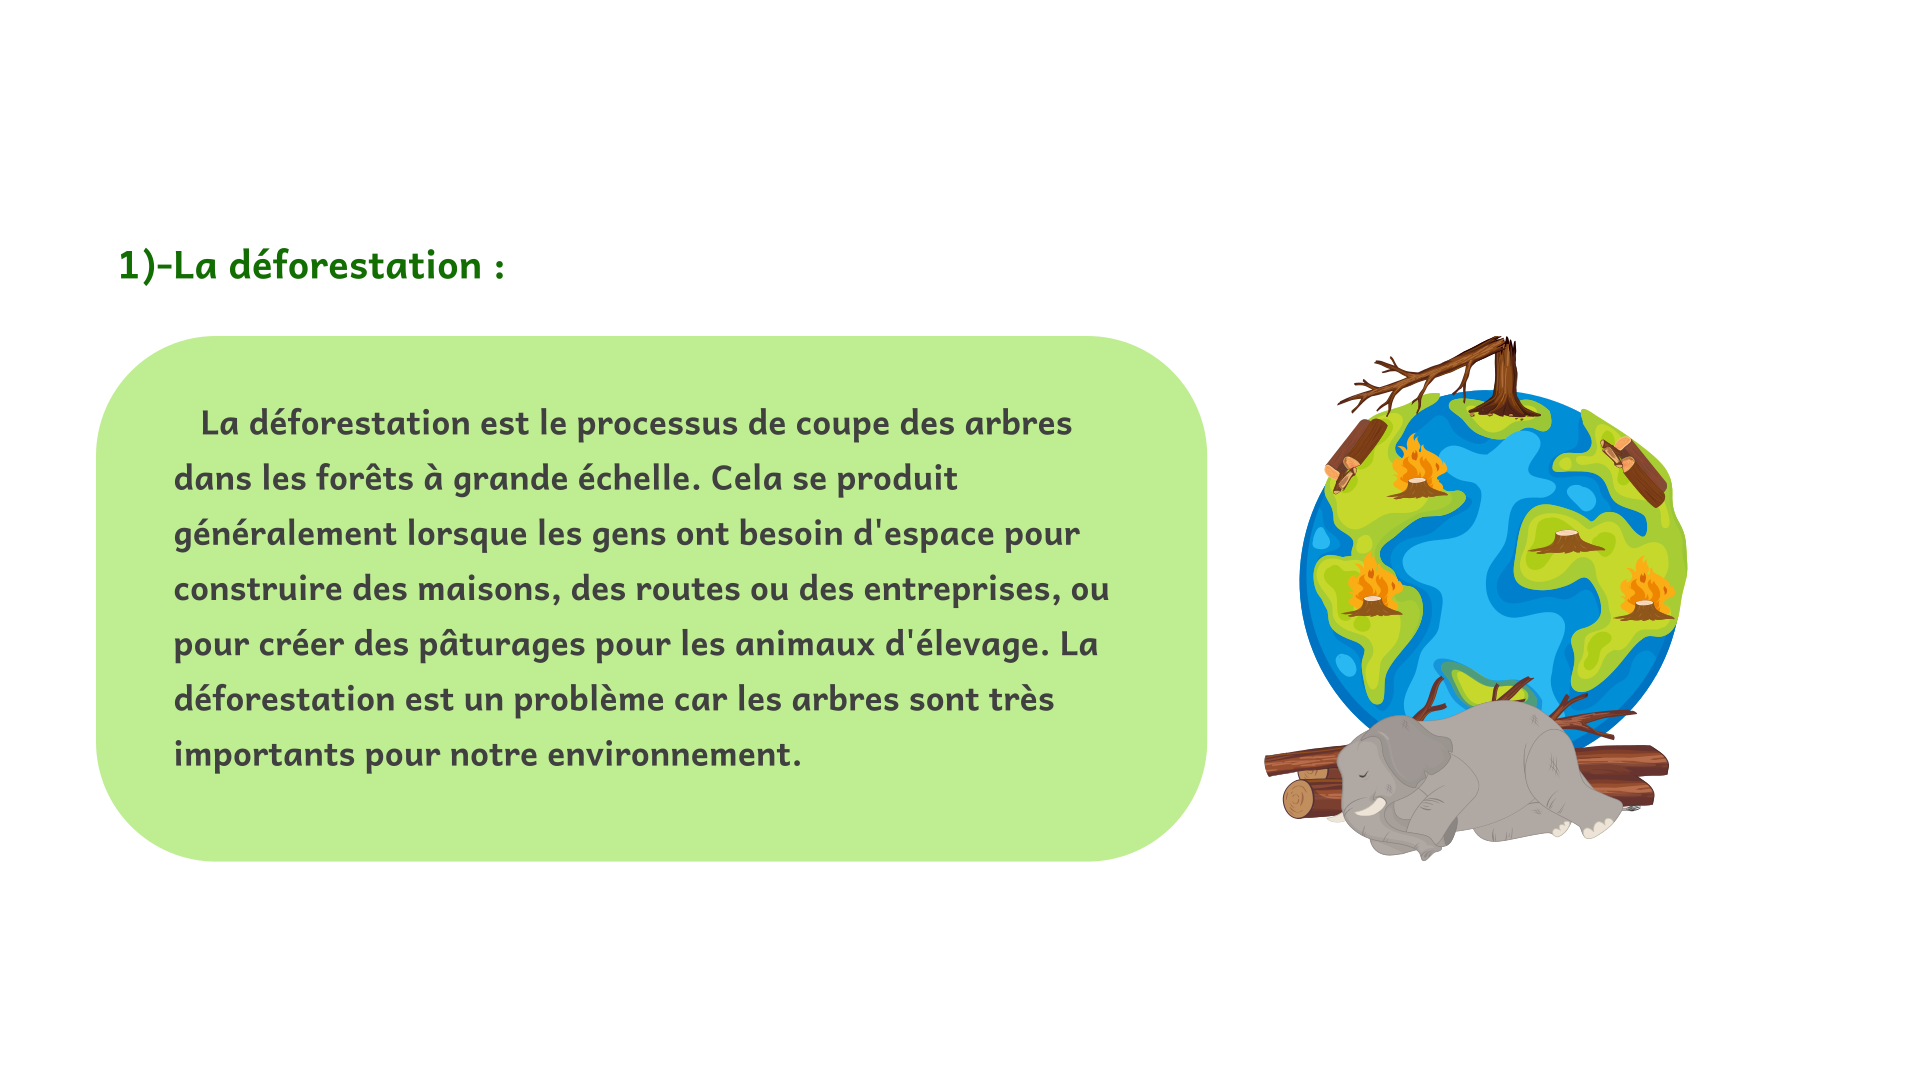 1)-La déforestation :
La déforestation est le processus de coupe des arbres
dans les forêts à grande échelle. Cela se produit
généralement lorsque les gens ont besoin d'espace pour
construire des maisons, des routes ou des entreprises, ou
pour créer des pâturages pour les animaux d'élevage. La
déforestation est un problème car les arbres sont très
importants pour notre environnement.